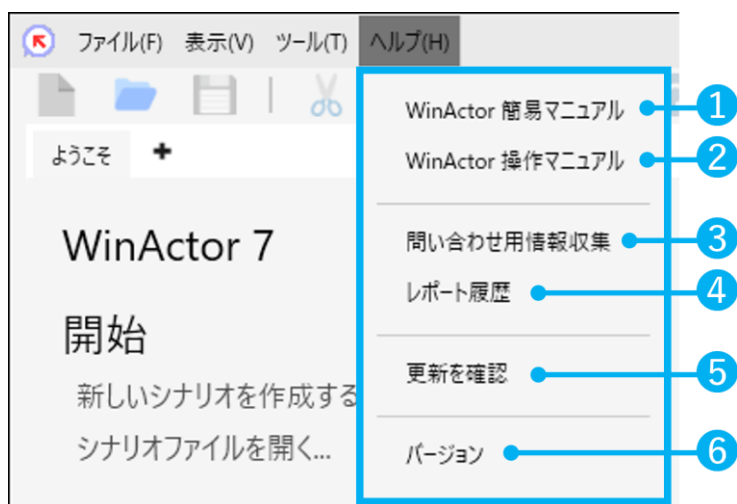 ファイル(F) 表示(V) ツール(T) ヘルプ(H)
ようこそ
WinActor 7
開始
新しいシナリオを作成する
シナリオファイルを開く...
WinActor 簡易マニュアル 1
WinActor 操作マニュアル 2
問い合わせ用情報収集 3
レポート履歴 4
更新を確認 5
バージョン 6